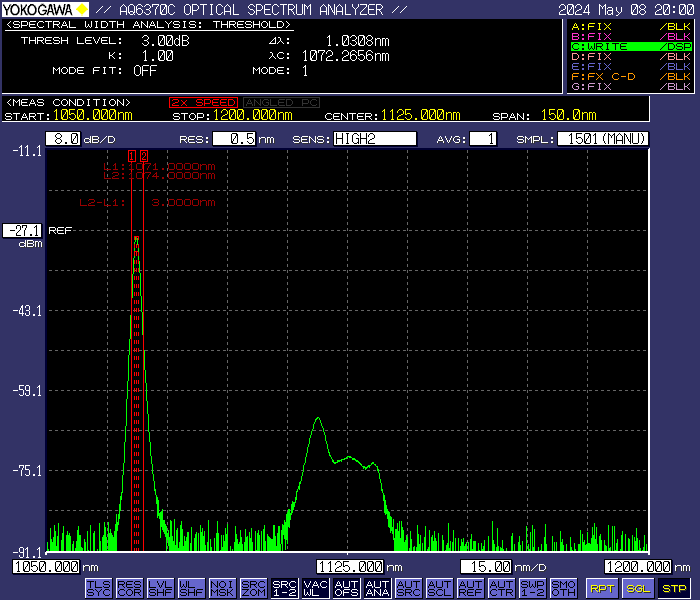 YOKOGAWA // AQ6370C OPTICAL SPECTRUM ANALYZER // 2024 May 08 20:00
<SPECTRAL WIDTH ANALYSIS: THRESHOLD>
THRESH LEVEL: 3.00dB Δλ: 1.0308nm
K: 1.00 λC: 1072.2656nm
MODE FIT: OFF MODE: 1
A:FIX /BLK
B:FIX /BLK
C:WRITE /DSP
D:FIX /BLK
E:FIX /BLK
F:FX C-D /BLK
G:FIX /BLK
<MEAS CONDITION> 2X SPEED ANGLED PC
START:1050.000nm STOP:1200.000nm CENTER:1125.000nm SPAN: 150.0nm
8.0 dB/D RES: 0.5 nm SENS: HIGH2 AVG: 1 SMPL: 1501(MANU)
-11.1
1 2
L1:1071.0000nm
L2:1074.0000nm
L2-L1: 3.0000nm
-27.1 REF
dBm
-43.1
-59.1
-75.1
-91.1
1050.000 nm 1125.000 nm 15.00 nm/D 1200.000 nm
TLS SYC RES COR LVL SHF WL SHF NOI MSK SRC ZOM SRC 1-2 VAC WL AUT OFS AUT ANA AUT SRC AUT SCL AUT REF AUT CTR SWP 1-2 SMO OTH RPT SGL STP